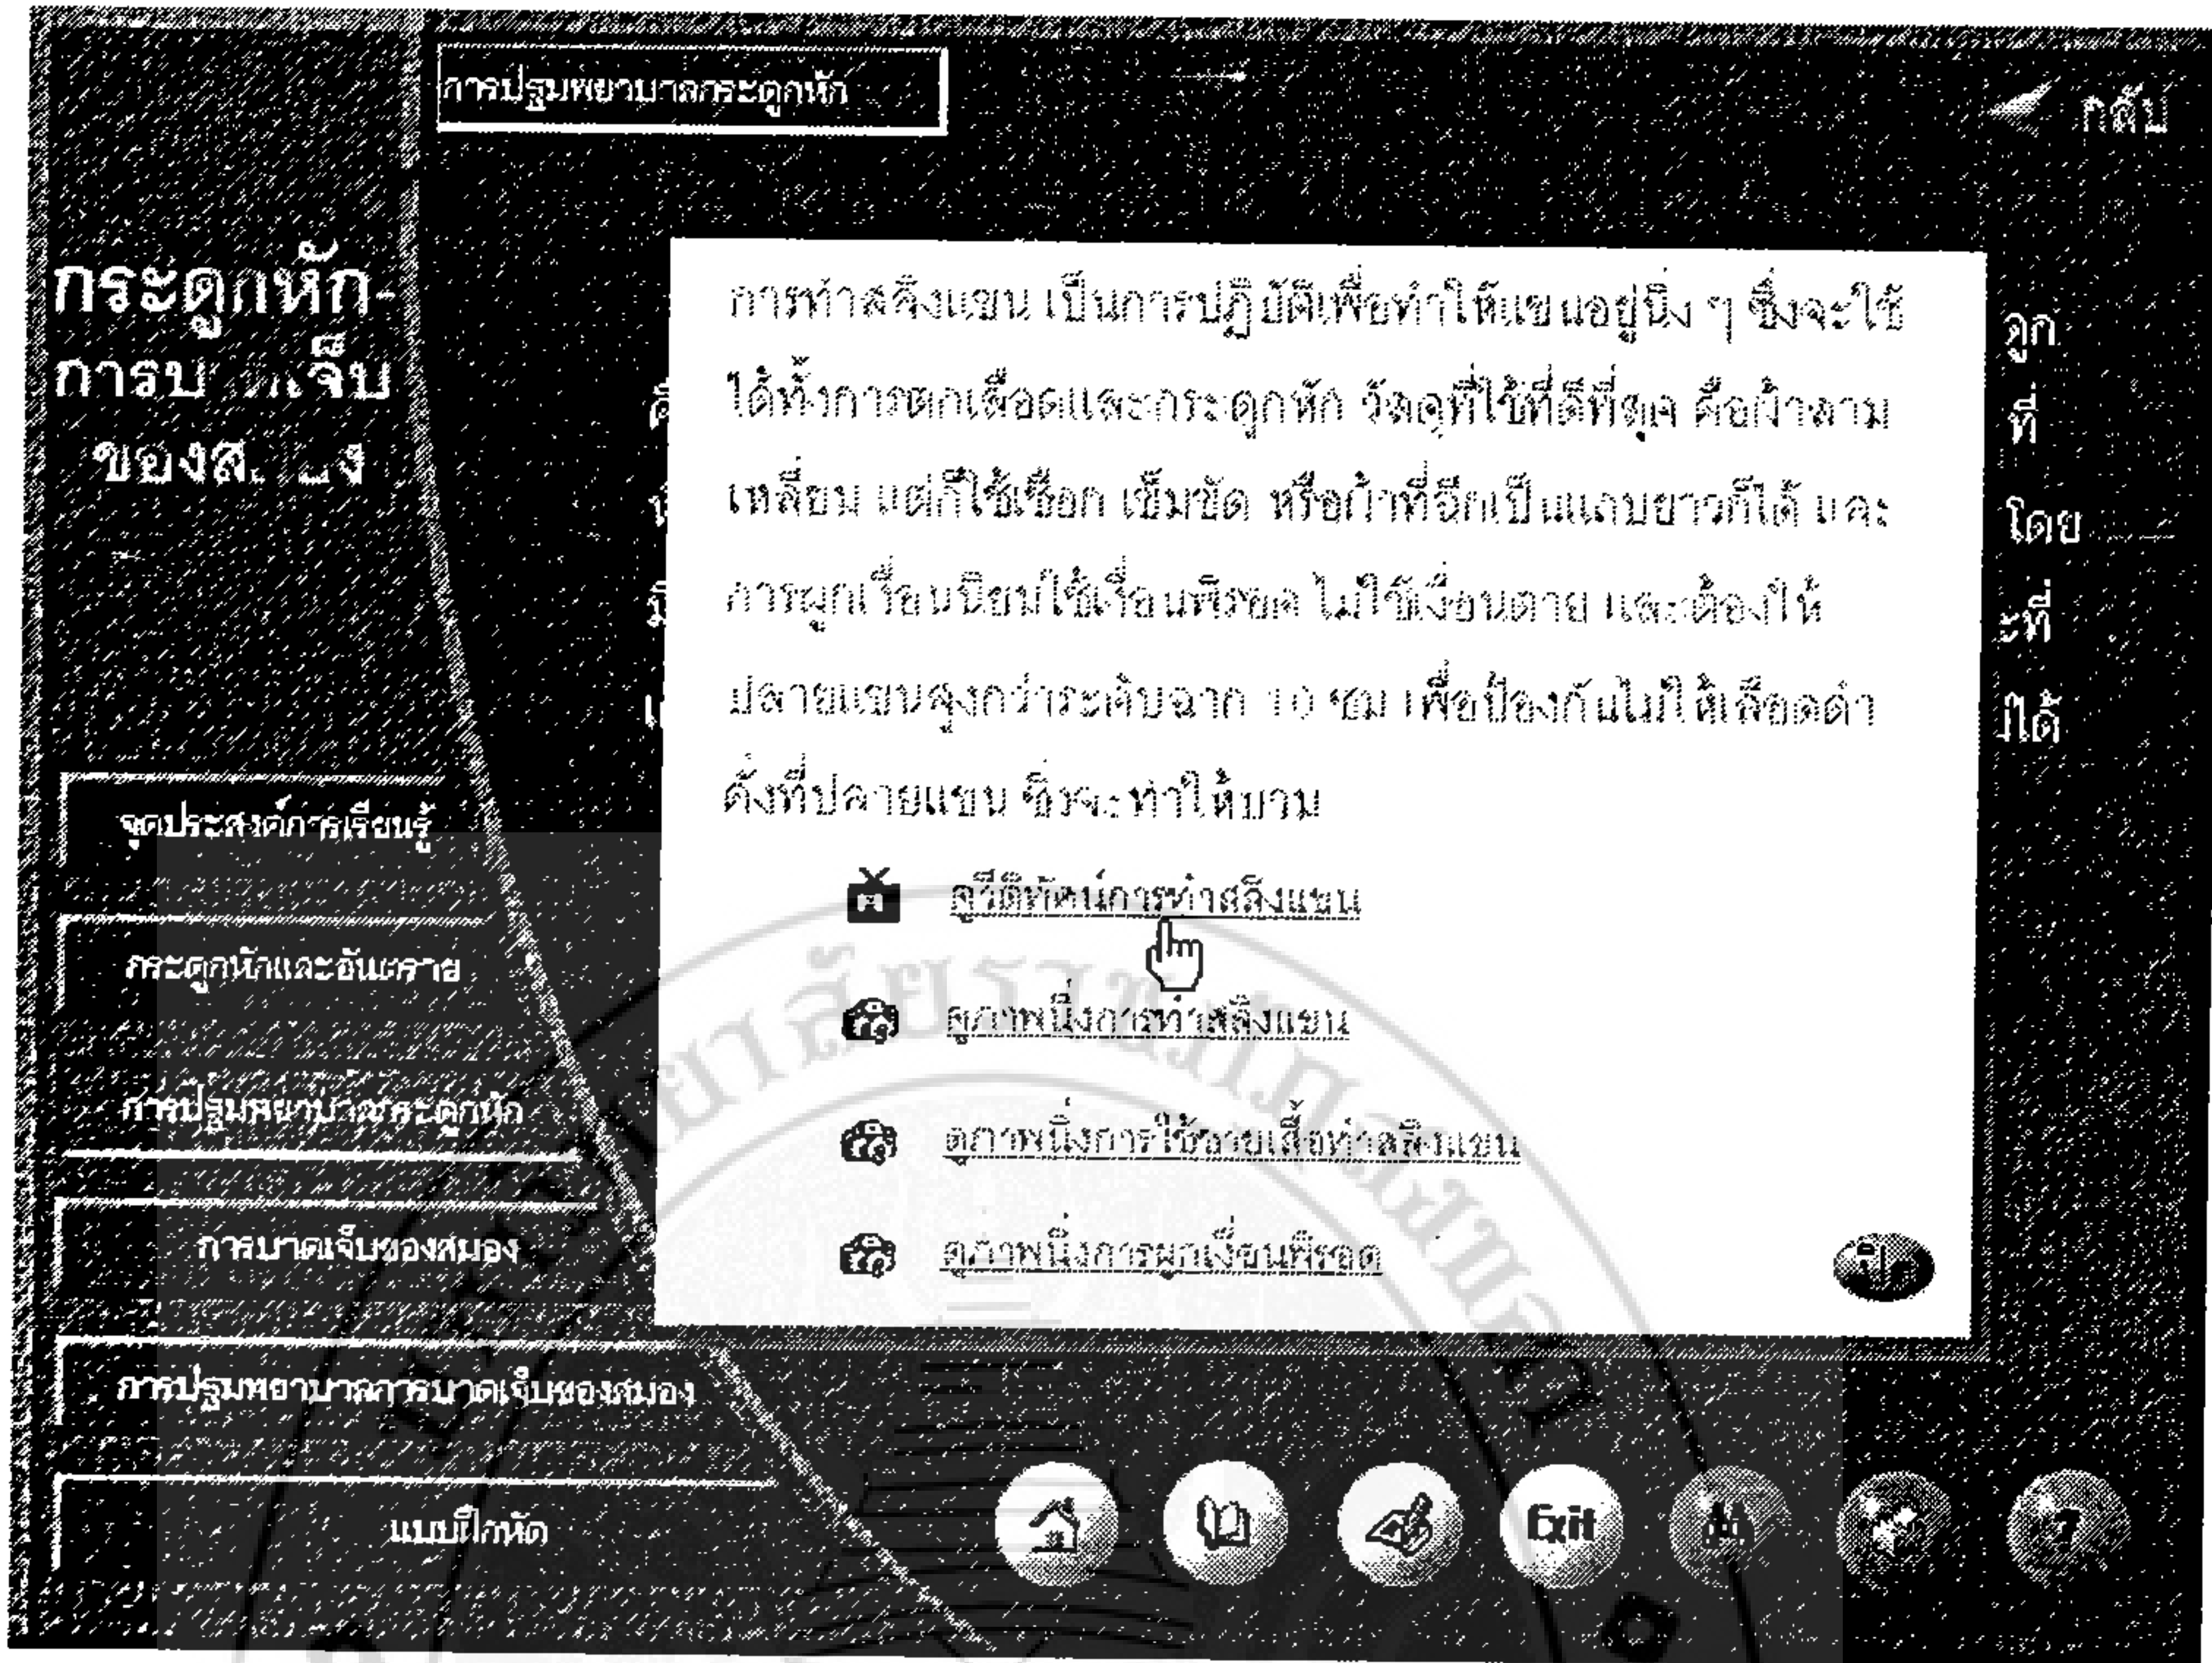 การปฐมพยาบาลกระดูกหัก
กลับ
กระดูกหัก-
การบาดเจ็บ
ของสมอง
การทำสลิงแขน เป็นการปฏิบัติเพื่อทำให้แขนอยู่นิ่ง ๆ ซึ่งจะใช้
ได้ทั้งการตกเลือดและกระดูกหัก วัสดุที่ใช้ที่ดีที่สุด คือผ้าสาม
เหลี่ยม แต่ก็ใช้เชือก เข็มขัด หรือผ้าที่ฉีกเป็นแถบยาวก็ได้ และ
การผูกเงื่อนนิยมใช้เงื่อนพิรอด ไม่ใช้เงื่อนตาย และต้องให้
ปลายแขนสูงกว่าระดับฉาก 10 ซม เพื่อป้องกันไม่ให้เลือดดำ
คั่งที่ปลายแขน ซึ่งจะทำให้บวม
ดูก
ที่
โดย
ะที่
มได้
ดูวีดิทัศน์การทำสลิงแขน
ดูภาพนิ่งการทำสลิงแขน
ดูภาพนิ่งการใช้ชายเสื้อทำสลิงแขน
ดูภาพนิ่งการผูกเงื่อนพิรอด
ปิด
จุดประสงค์การเรียนรู้
กระดูกหักและอันตราย
การปฐมพยาบาลกระดูกหัก
การบาดเจ็บของสมอง
การปฐมพยาบาลการบาดเจ็บของสมอง
แบบฝึกหัด
Exit
?